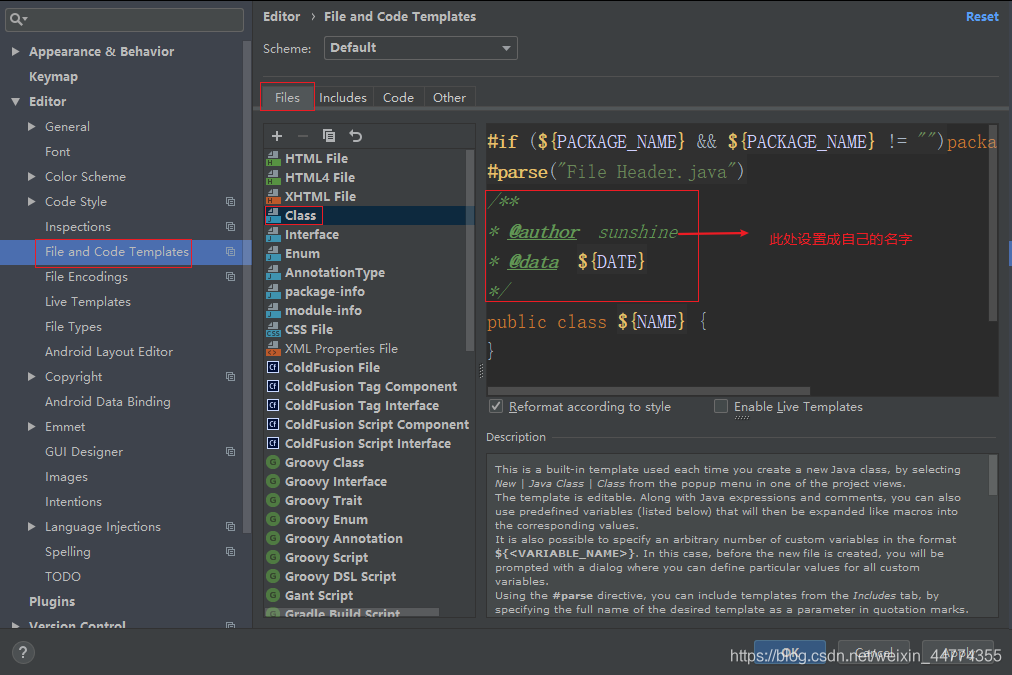 Editor › File and Code Templates
Reset
Scheme:
Default
Appearance & Behavior
Keymap
Editor
General
Font
Color Scheme
Code Style
Inspections
File and Code Templates
File Encodings
Live Templates
File Types
Android Layout Editor
Copyright
Android Data Binding
Emmet
GUI Designer
Images
Intentions
Language Injections
Spelling
TODO
Plugins
Version Control
Files
Includes
Code
Other
HTML File
HTML4 File
XHTML File
Class
Interface
Enum
AnnotationType
package-info
module-info
CSS File
XML Properties File
ColdFusion File
ColdFusion Tag Component
ColdFusion Tag Interface
ColdFusion Script Component
ColdFusion Script Interface
Groovy Class
Groovy Interface
Groovy Trait
Groovy Enum
Groovy Annotation
Groovy Script
Groovy DSL Script
Gant Script
Gradle Build Script
#if (${PACKAGE_NAME} && ${PACKAGE_NAME} != "")packa
#parse("File Header.java")
/**
* @author sunshine
此处设置成自己的名字
* @data ${DATE}
*/
public class ${NAME} {
}
Reformat according to style
Enable Live Templates
Description
This is a built-in template used each time you create a new Java class, by selecting
New | Java Class | Class from the popup menu in one of the project views.
The template is editable. Along with Java expressions and comments, you can also
use predefined variables (listed below) that will then be expanded like macros into
the corresponding values.
It is also possible to specify an arbitrary number of custom variables in the format
${<VARIABLE_NAME>}. In this case, before the new file is created, you will be
prompted with a dialog where you can define particular values for all custom
variables.
Using the #parse directive, you can include templates from the Includes tab, by
specifying the full name of the desired template as a parameter in quotation marks.
?
OK
Cancel
Apply
https://blog.csdn.net/weixin_44774355